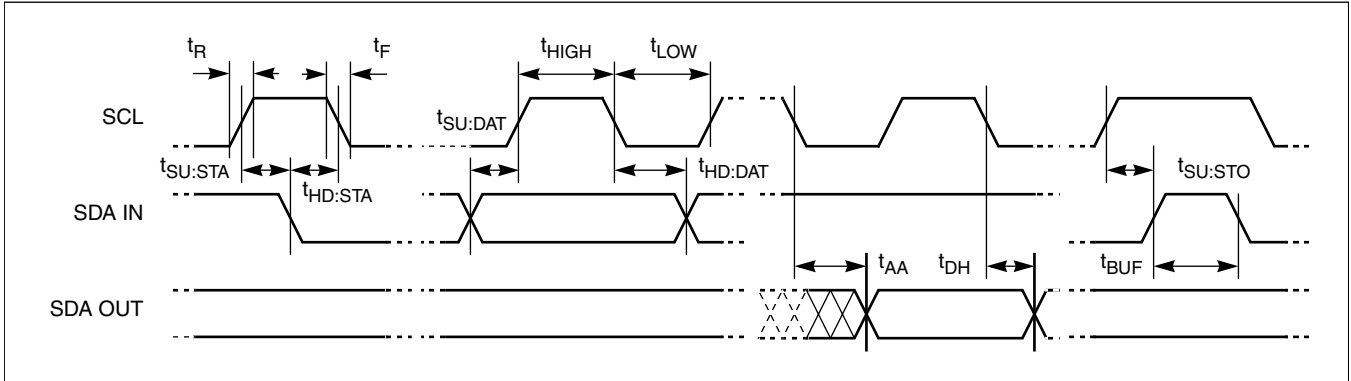 tR tF tHIGH tLOW
SCL
tSU:DAT
tSU:STA tHD:STA tHD:DAT tSU:STO
SDA IN
tAA tDH tBUF
SDA OUT